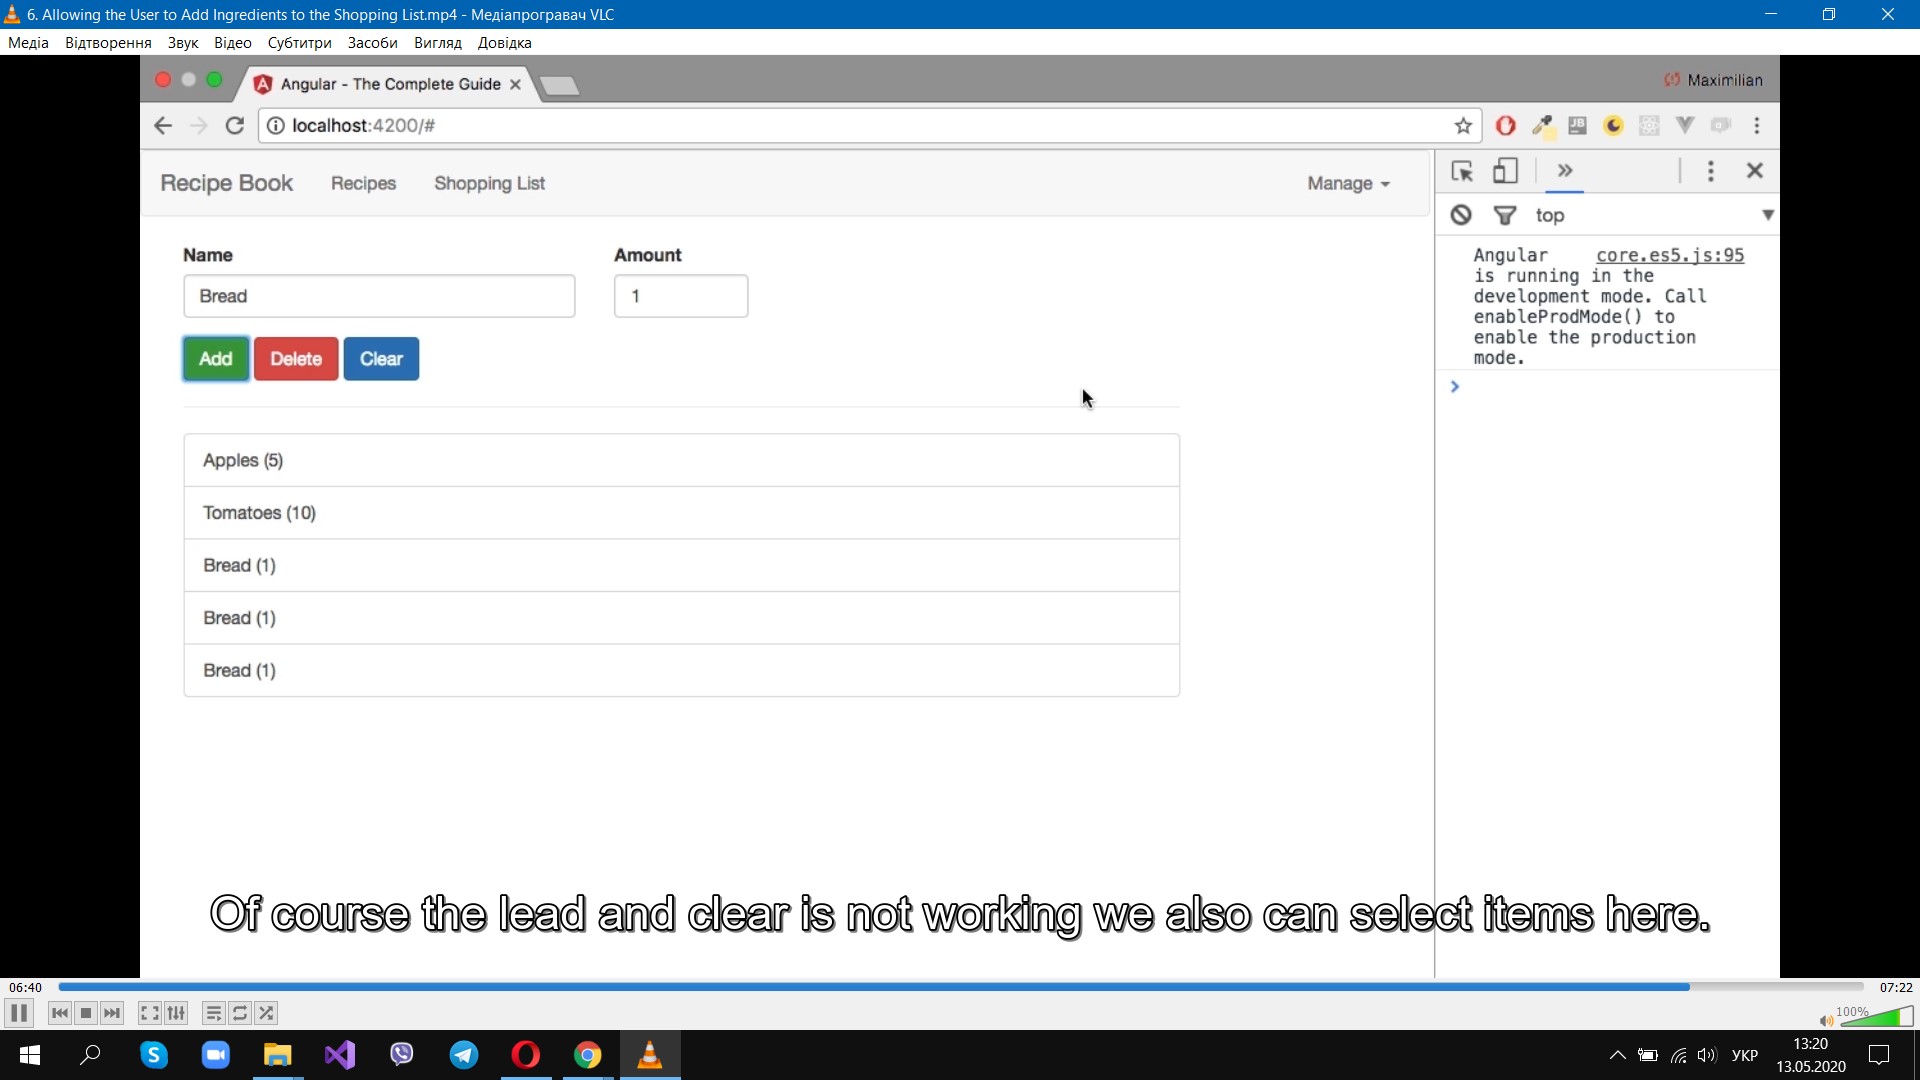 6. Allowing the User to Add Ingredients to the Shopping List.mp4 - Медіапрогравач VLC
Медіа Відтворення Звук Відео Субтитри Засоби Вигляд Довідка
Angular - The Complete Guide
Maximilian
localhost:4200/#
JB
Recipe Book Recipes Shopping List Manage
top
Angular core.es5.js:95
is running in the
development mode. Call
enableProdMode() to
enable the production
mode.
Name Amount
Bread 1
Add Delete Clear
Apples (5)
Tomatoes (10)
Bread (1)
Bread (1)
Bread (1)
Of course the lead and clear is not working we also can select items here.
06:40 07:22
100%
УКР
13:20
13.05.2020